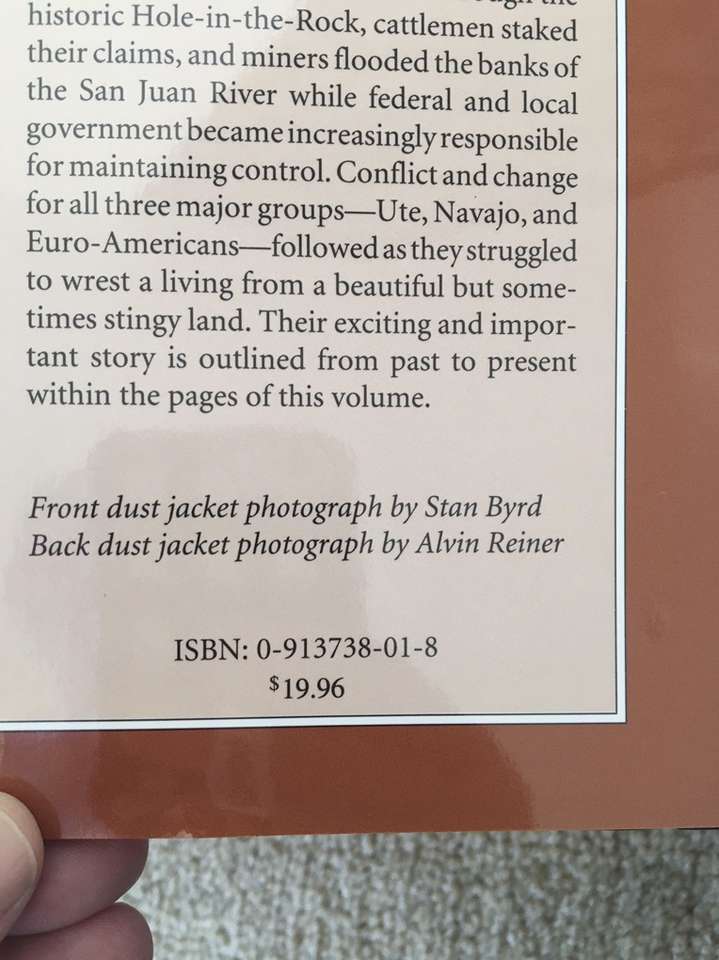 historic Hole-in-the-Rock, cattlemen staked
their claims, and miners flooded the banks of
the San Juan River while federal and local
government became increasingly responsible
for maintaining control. Conflict and change
for all three major groups—Ute, Navajo, and
Euro-Americans—followed as they struggled
to wrest a living from a beautiful but some-
times stingy land. Their exciting and impor-
tant story is outlined from past to present
within the pages of this volume.
Front dust jacket photograph by Stan Byrd
Back dust jacket photograph by Alvin Reiner
ISBN: 0-913738-01-8
$19.96